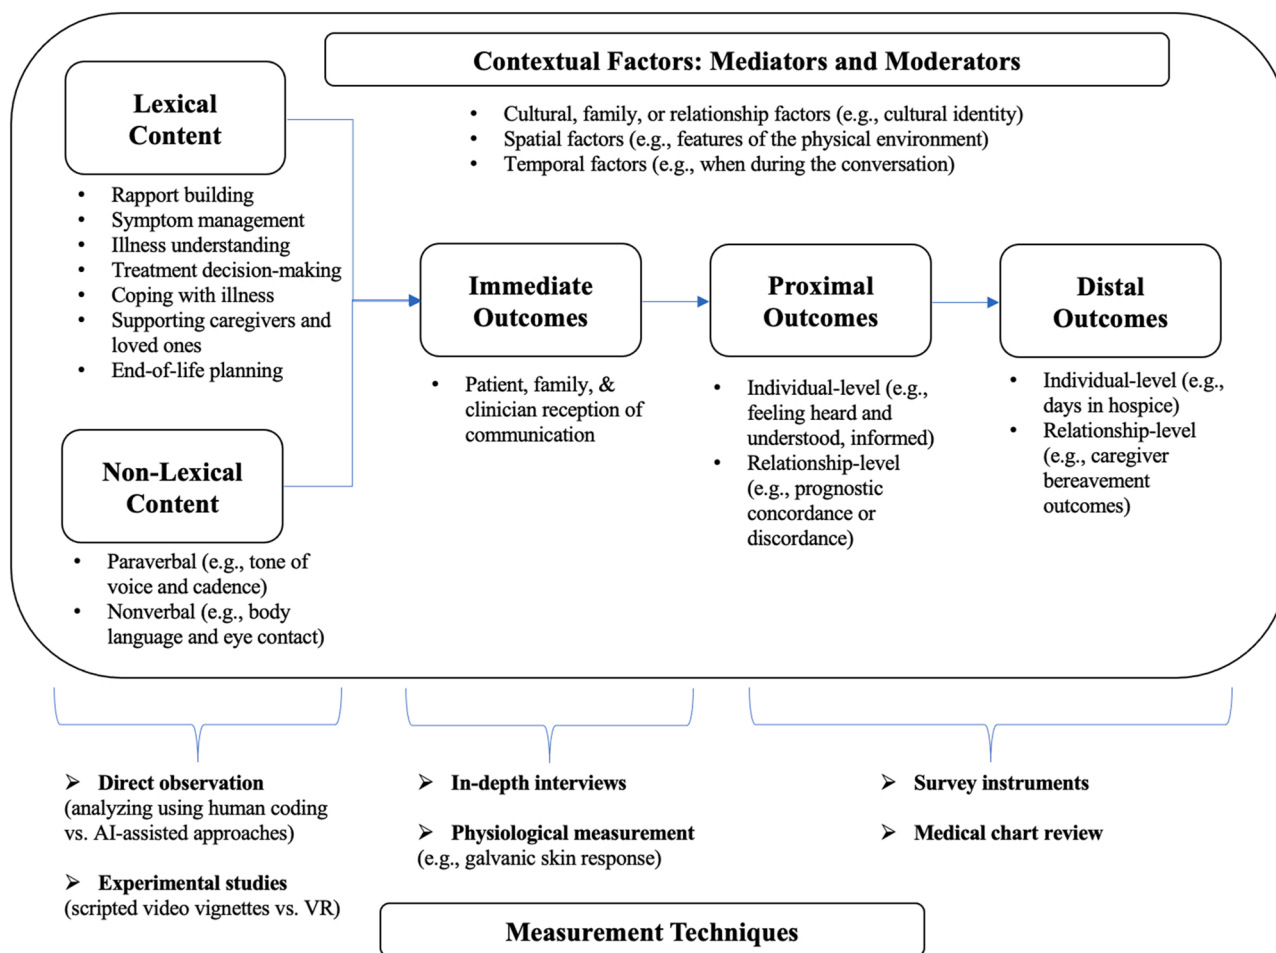 Contextual Factors: Mediators and Moderators
• Cultural, family, or relationship factors (e.g., cultural identity)
• Spatial factors (e.g., features of the physical environment)
• Temporal factors (e.g., when during the conversation)
Lexical
Content
• Rapport building
• Symptom management
• Illness understanding
• Treatment decision-making
• Coping with illness
• Supporting caregivers and
loved ones
• End-of-life planning
Non-Lexical
Content
• Paraverbal (e.g., tone of
voice and cadence)
• Nonverbal (e.g., body
language and eye contact)
Immediate
Outcomes
• Patient, family, &
clinician reception of
communication
Proximal
Outcomes
• Individual-level (e.g.,
feeling heard and
understood, informed)
• Relationship-level
(e.g., prognostic
concordance or
discordance)
Distal
Outcomes
• Individual-level (e.g.,
days in hospice)
• Relationship-level
(e.g., caregiver
bereavement
outcomes)
➢ Direct observation
(analyzing using human coding
vs. AI-assisted approaches)
➢ Experimental studies
(scripted video vignettes vs. VR)
➢ In-depth interviews
➢ Physiological measurement
(e.g., galvanic skin response)
➢ Survey instruments
➢ Medical chart review
Measurement Techniques